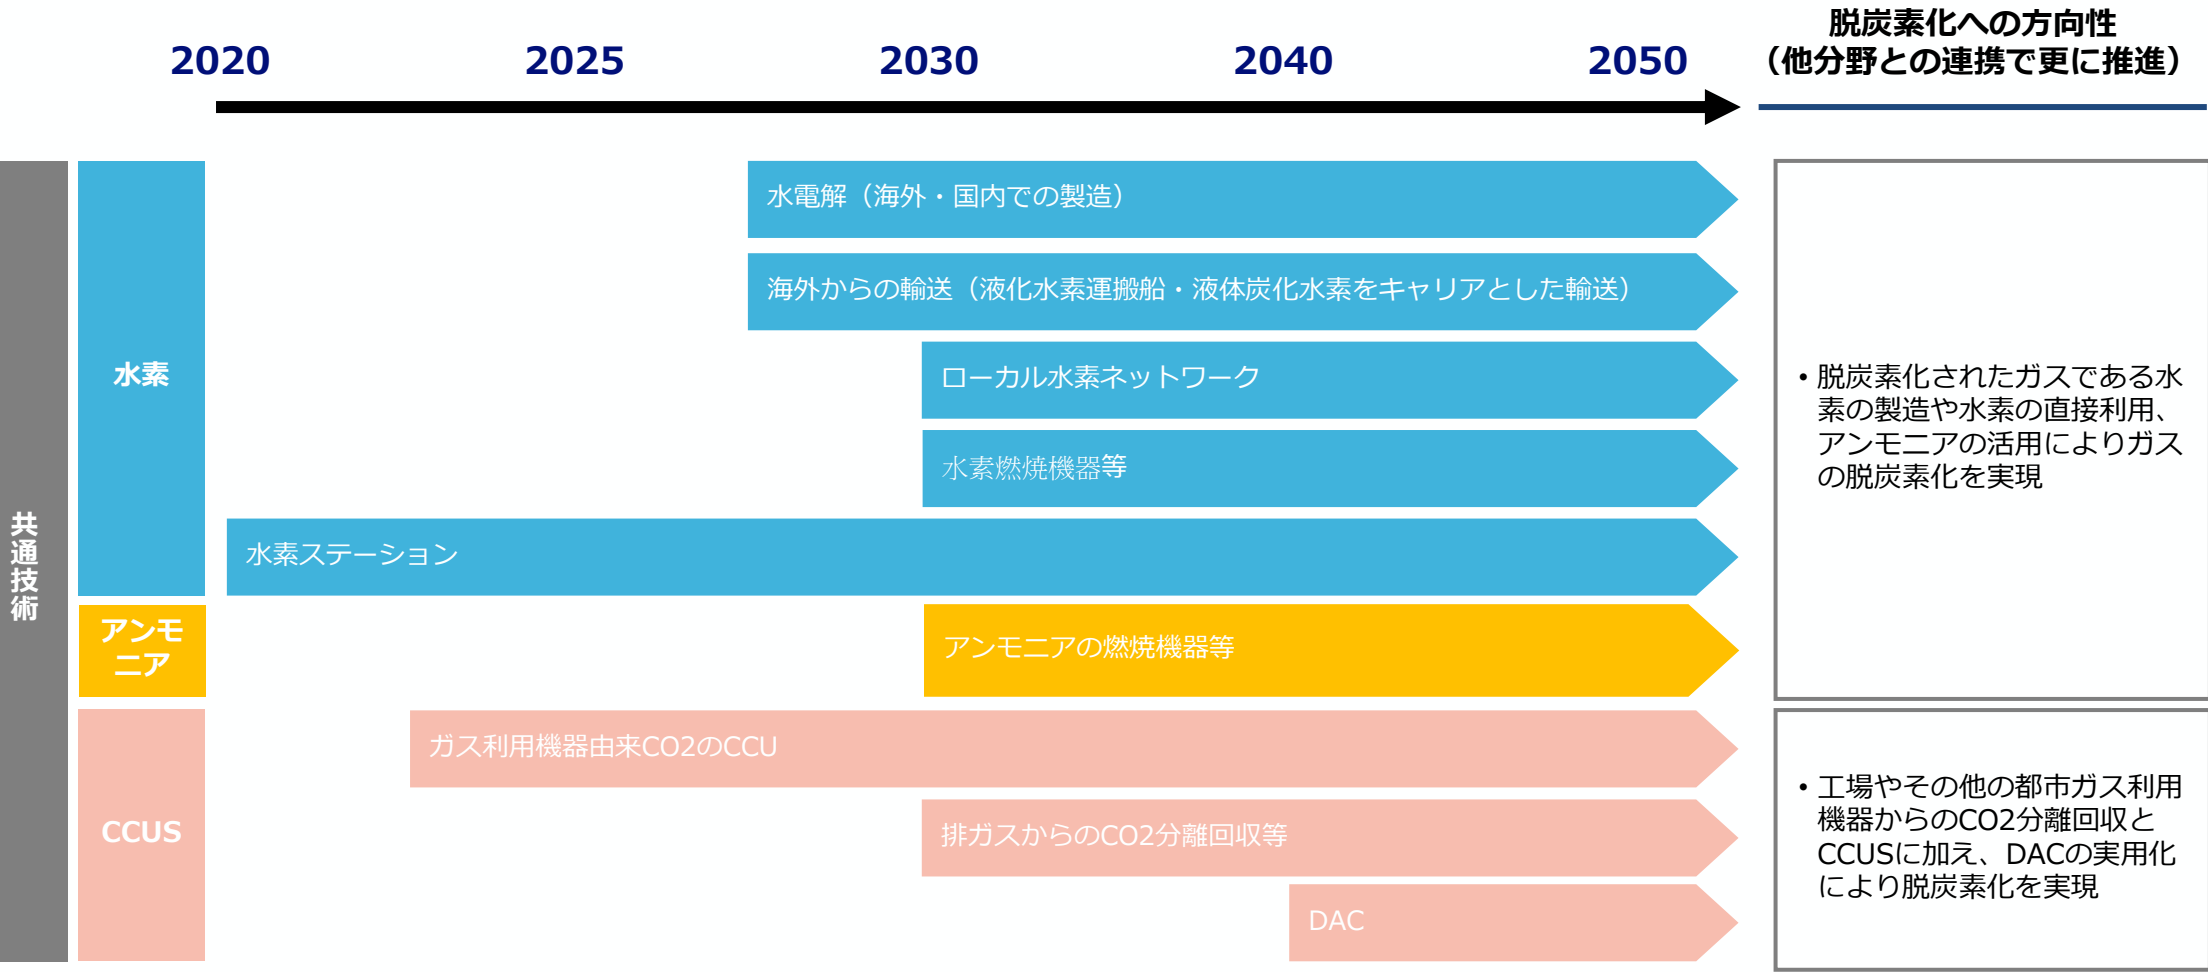 2020
2025
2030
2040
2050
脱炭素化への方向性
（他分野との連携で更に推進）
共通技術
水素
水電解（海外・国内での製造）
海外からの輸送（液化水素運搬船・液体炭化水素をキャリアとした輸送）
ローカル水素ネットワーク
水素燃焼機器等
水素ステーション
アンモ
ニア
アンモニアの燃焼機器等
・脱炭素化されたガスである水
素の製造や水素の直接利用、
アンモニアの活用によりガス
の脱炭素化を実現
CCUS
ガス利用機器由来CO2のCCU
排ガスからのCO2分離回収等
DAC
・工場やその他の都市ガス利用
機器からのCO2分離回収と
CCUSに加え、DACの実用化
により脱炭素化を実現